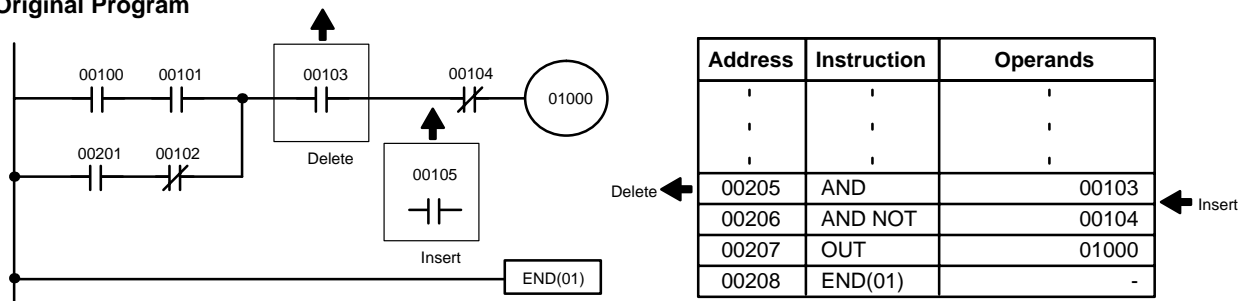 Original Program
00100 00101 00103 00104
01000
00201 00102
Delete
00105
Insert
END(01)
Address Instruction Operands
Delete 00205 AND 00103 Insert
00206 AND NOT 00104
00207 OUT 01000
00208 END(01) -